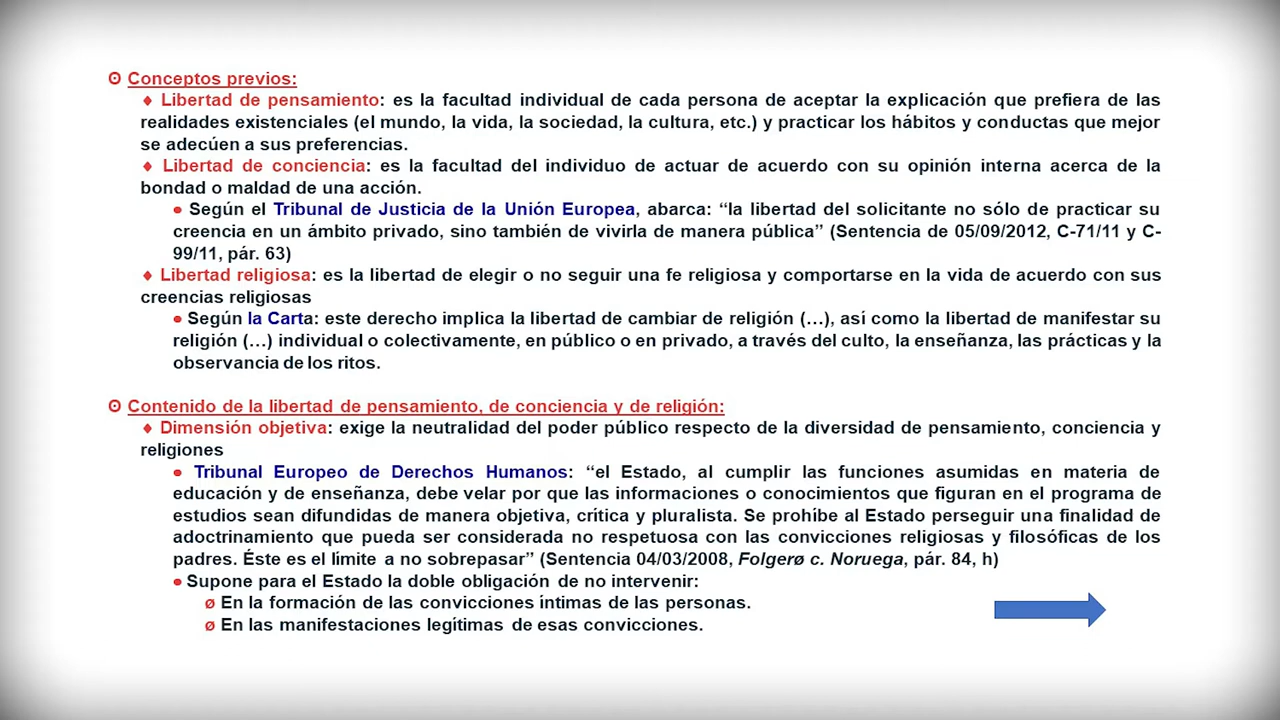 ʘ Conceptos previos:
♦ Libertad de pensamiento: es la facultad individual de cada persona de aceptar la explicación que prefiera de las
realidades existenciales (el mundo, la vida, la sociedad, la cultura, etc.) y practicar los hábitos y conductas que mejor
se adecúen a sus preferencias.
♦ Libertad de conciencia: es la facultad del individuo de actuar de acuerdo con su opinión interna acerca de la
bondad o maldad de una acción.
• Según el Tribunal de Justicia de la Unión Europea, abarca: “la libertad del solicitante no sólo de practicar su
creencia en un ámbito privado, sino también de vivirla de manera pública” (Sentencia de 05/09/2012, C-71/11 y C-
99/11, pár. 63)
♦ Libertad religiosa: es la libertad de elegir o no seguir una fe religiosa y comportarse en la vida de acuerdo con sus
creencias religiosas
• Según la Carta: este derecho implica la libertad de cambiar de religión (…), así como la libertad de manifestar su
religión (…) individual o colectivamente, en público o en privado, a través del culto, la enseñanza, las prácticas y la
observancia de los ritos.
ʘ Contenido de la libertad de pensamiento, de conciencia y de religión:
♦ Dimensión objetiva: exige la neutralidad del poder público respecto de la diversidad de pensamiento, conciencia y
religiones
• Tribunal Europeo de Derechos Humanos: “el Estado, al cumplir las funciones asumidas en materia de
educación y de enseñanza, debe velar por que las informaciones o conocimientos que figuran en el programa de
estudios sean difundidas de manera objetiva, crítica y pluralista. Se prohíbe al Estado perseguir una finalidad de
adoctrinamiento que pueda ser considerada no respetuosa con las convicciones religiosas y filosóficas de los
padres. Éste es el límite a no sobrepasar” (Sentencia 04/03/2008, Folgerø c. Noruega, pár. 84, h)
• Supone para el Estado la doble obligación de no intervenir:
ø En la formación de las convicciones íntimas de las personas.
ø En las manifestaciones legítimas de esas convicciones.